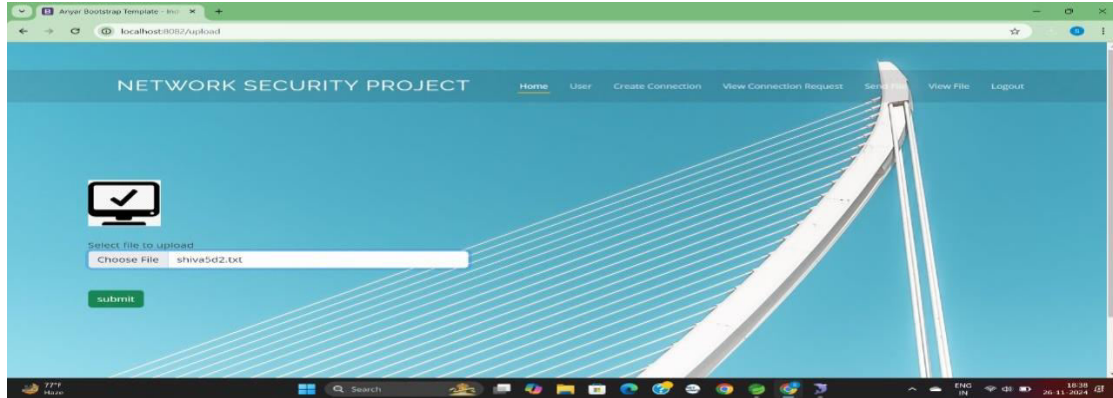 Anyar Bootstrap Template - Ind
localhost:8082/upload
NETWORK SECURITY PROJECT
Home User Create Connection View Connection Request Send File View File Logout
Select file to upload
Choose File shiva5d2.txt
submit
77°F
Haze
Search
ENG
IN
18:38
26-11-2024